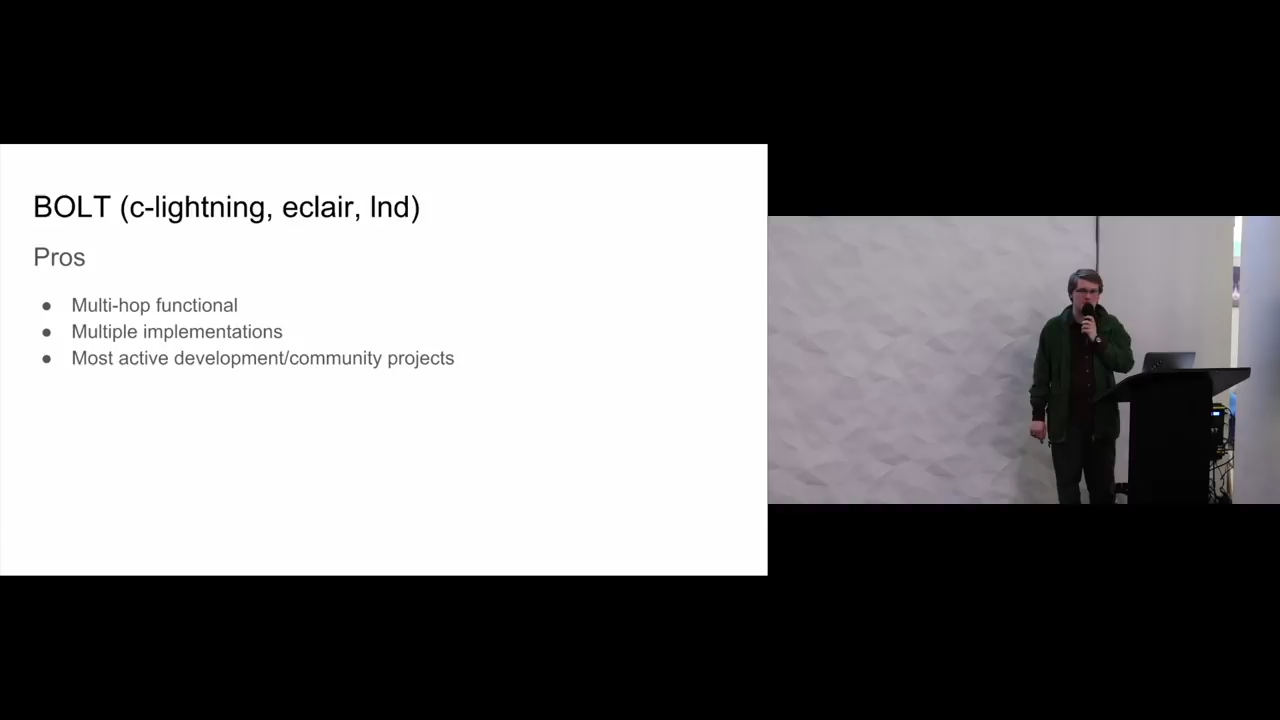 BOLT (c-lightning, eclair, lnd)
Pros
● Multi-hop functional
● Multiple implementations
● Most active development/community projects